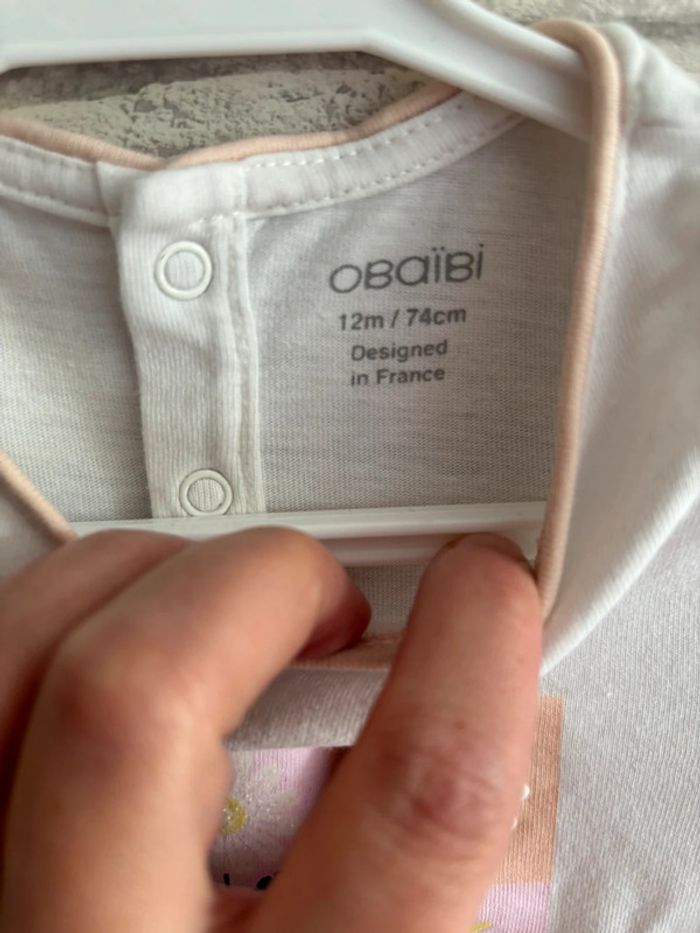 OBaïBi
12m / 74cm
Designed
in France